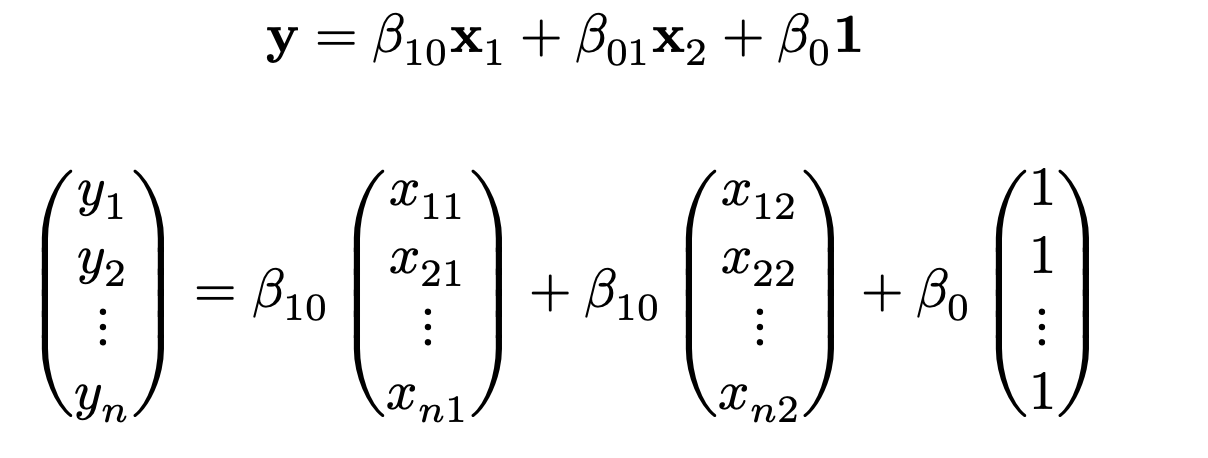 𝐲 = β₁₀𝐱₁ + β₀₁𝐱₂ + β₀𝟏
(y₁ y₂ ⋮ yₙ) = β₁₀ (x₁₁ x₂₁ ⋮ xₙ₁) + β₁₀ (x₁₂ x₂₂ ⋮ xₙ₂) + β₀ (1 1 ⋮ 1)